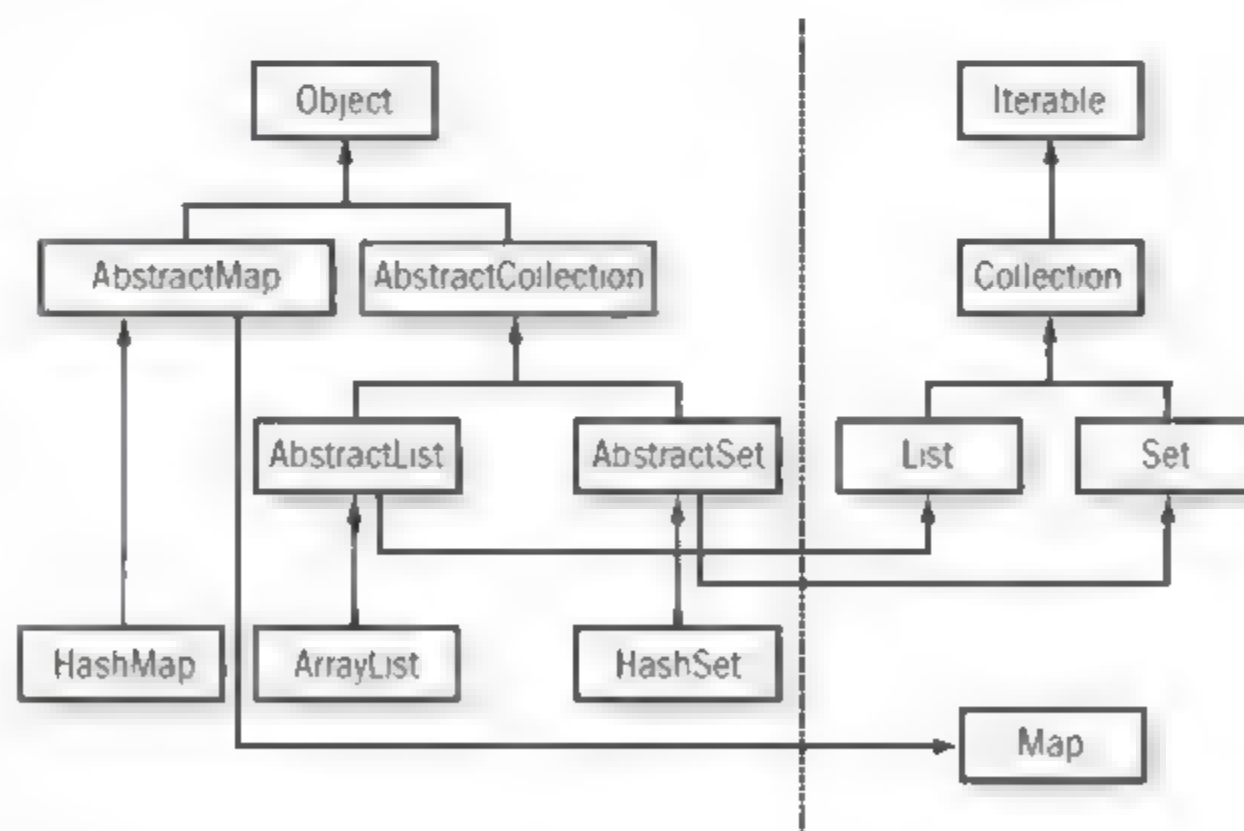 Object
Iterable
AbstractMap
AbstractCollection
Collection
AbstractList
AbstractSet
List
Set
HashMap
ArrayList
HashSet
Map